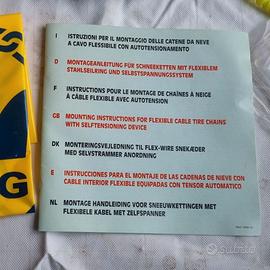 I ISTRUZIONI PER IL MONTAGGIO DELLE CATENE DA NEVE
A CAVO FLESSIBILE CON AUTOTENSIONAMENTO
D MONTAGEANLEITUNG FÜR SCHNEEKETTEN MIT FLEXIBLEM
STAHLSEILRING UND SELBSTSPANNUNGSSYSTEM
F INSTRUCTIONS POUR LE MONTAGE DE CHAÎNES À NEIGE
À CÂBLE FLEXIBLE AVEC AUTOTENSION
GB MOUNTING INSTRUCTIONS FOR FLEXIBLE CABLE TIRE CHAINS
WITH SELFTENSIONING DEVICE
DK MONTERINGSVEJLEDNING TIL FLEX-WIRE SNEKÆDER
MED SELVSTRAMMER ANORDNING
E INSTRUCCIONES PARA EL MONTAJE DE LAS CADENAS DE NIEVE CON
CABLE INTERIOR FLEXIBLE EQUIPADAS CON TENSOR AUTOMATICO
NL MONTAGE HANDLEIDING VOOR SNEEUWKETTINGEN MET
FLEXIBELE KABEL MET ZELFSPANNER
S
G
subito